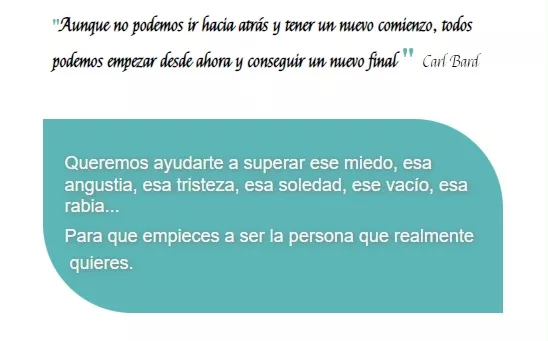 "Aunque no podemos ir hacia atrás y tener un nuevo comienzo, todos
podemos empezar desde ahora y conseguir un nuevo final " Carl Bard
Queremos ayudarte a superar ese miedo, esa
angustia, esa tristeza, esa soledad, ese vacío, esa
rabia...
Para que empieces a ser la persona que realmente
quieres.